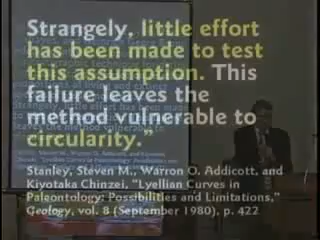 Strangely, little effort
has been made to test
this assumption. This
failure leaves the
method vulnerable to
circularity.”
Stanley, Steven M., Warron O. Addicott, and
Kiyotaka Chinzei, "Lyellian Curves in
Paleontology: Possibilities and Limitations,"
Geology, vol. 8 (September 1980), p. 422